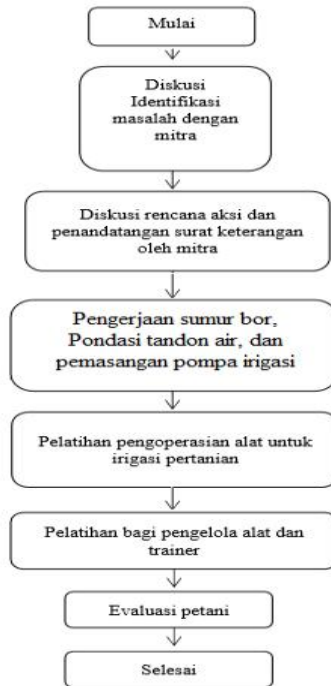 Mulai
Diskusi
Identifikasi
masalah dengan
mitra
Diskusi rencana aksi dan
penandatangan surat keterangan
oleh mitra
Pengerjaan sumur bor,
Pondasi tandon air, dan
pemasangan pompa irigasi
Pelatihan pengoperasian alat untuk
irigasi pertanian
Pelatihan bagi pengelola alat dan
trainer
Evaluasi petani
Selesai